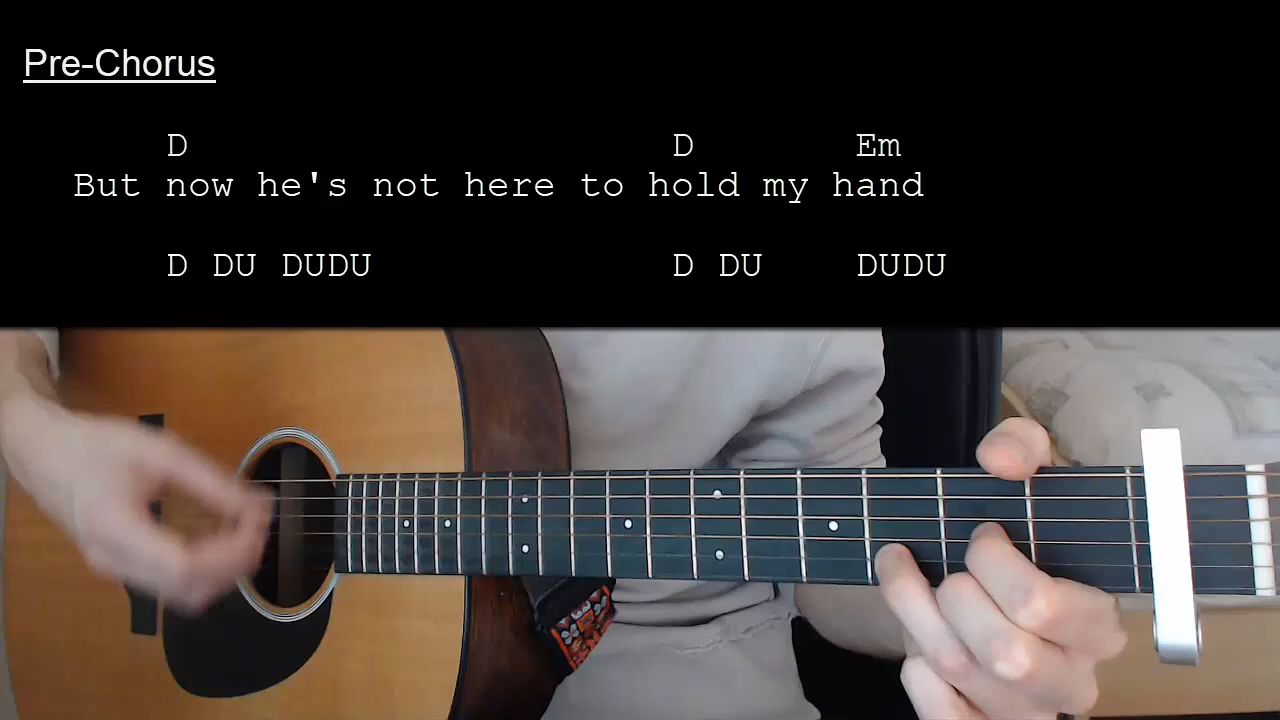 Pre-Chorus
D D Em
But now he's not here to hold my hand
D DU DUDU D DU DUDU